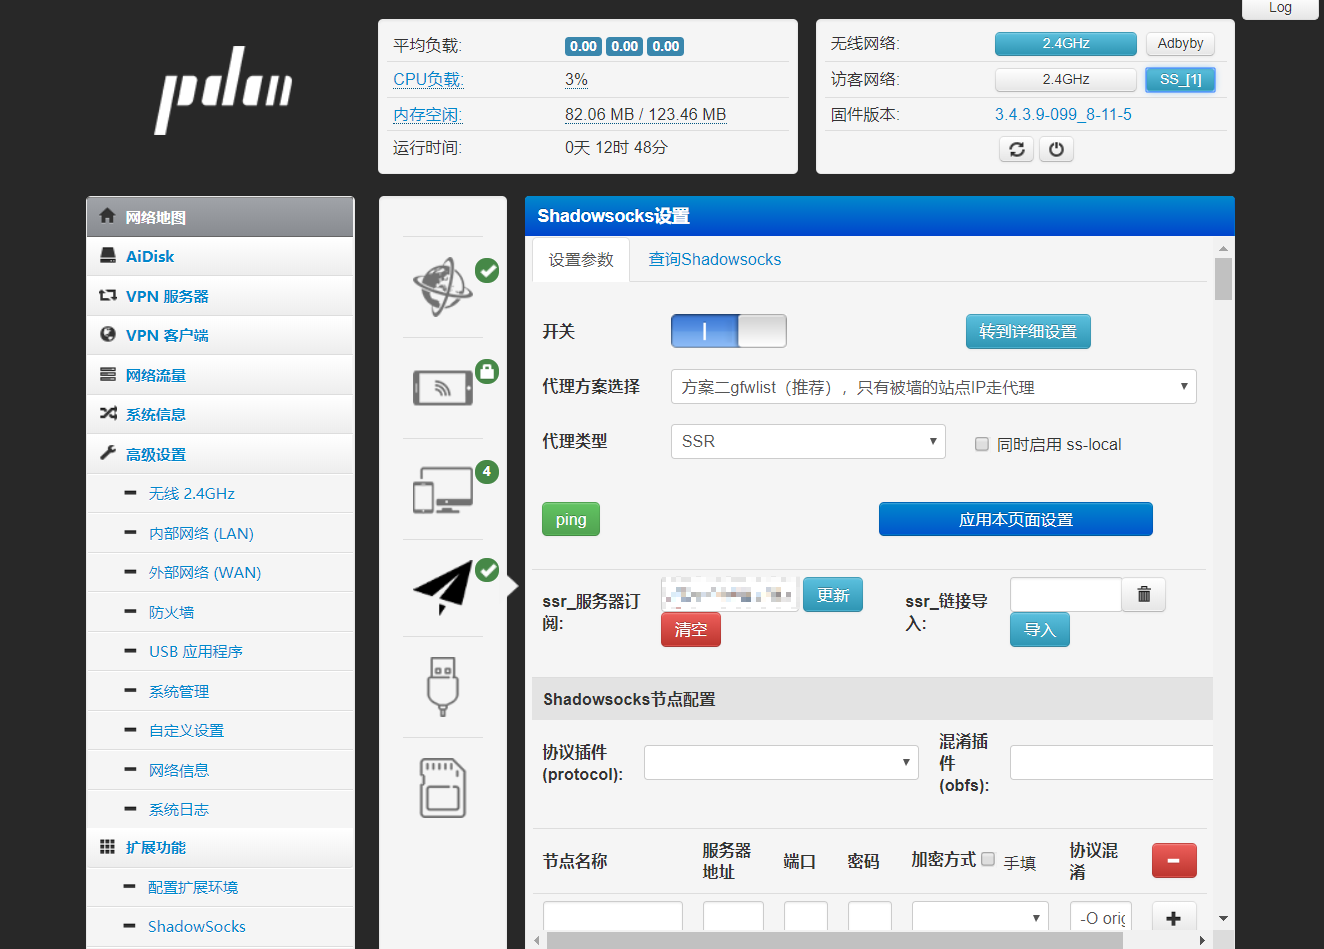 Log
pdcn
平均负载:
0.00 0.00 0.00
CPU负载:
3%
内存空闲:
82.06 MB / 123.46 MB
运行时间:
0天 12时 48分
无线网络:
2.4GHz
Adbyby
访客网络:
2.4GHz
SS_[1]
固件版本:
3.4.3.9-099_8-11-5
网络地图
AiDisk
VPN 服务器
VPN 客户端
网络流量
系统信息
高级设置
无线 2.4GHz
内部网络 (LAN)
外部网络 (WAN)
防火墙
USB 应用程序
系统管理
自定义设置
网络信息
系统日志
扩展功能
配置扩展环境
ShadowSocks
4
Shadowsocks设置
设置参数
查询Shadowsocks
开关
转到详细设置
代理方案选择
方案二gfwlist（推荐），只有被墙的站点IP走代理
代理类型
SSR
同时启用 ss-local
ping
应用本页面设置
ssr_服务器订
阅:
更新
清空
ssr_链接导
入:
导入
Shadowsocks节点配置
协议插件
(protocol):
混淆插
件
(obfs):
节点名称
服务器
地址
端口
密码
加密方式
手填
协议混
淆
-O orig